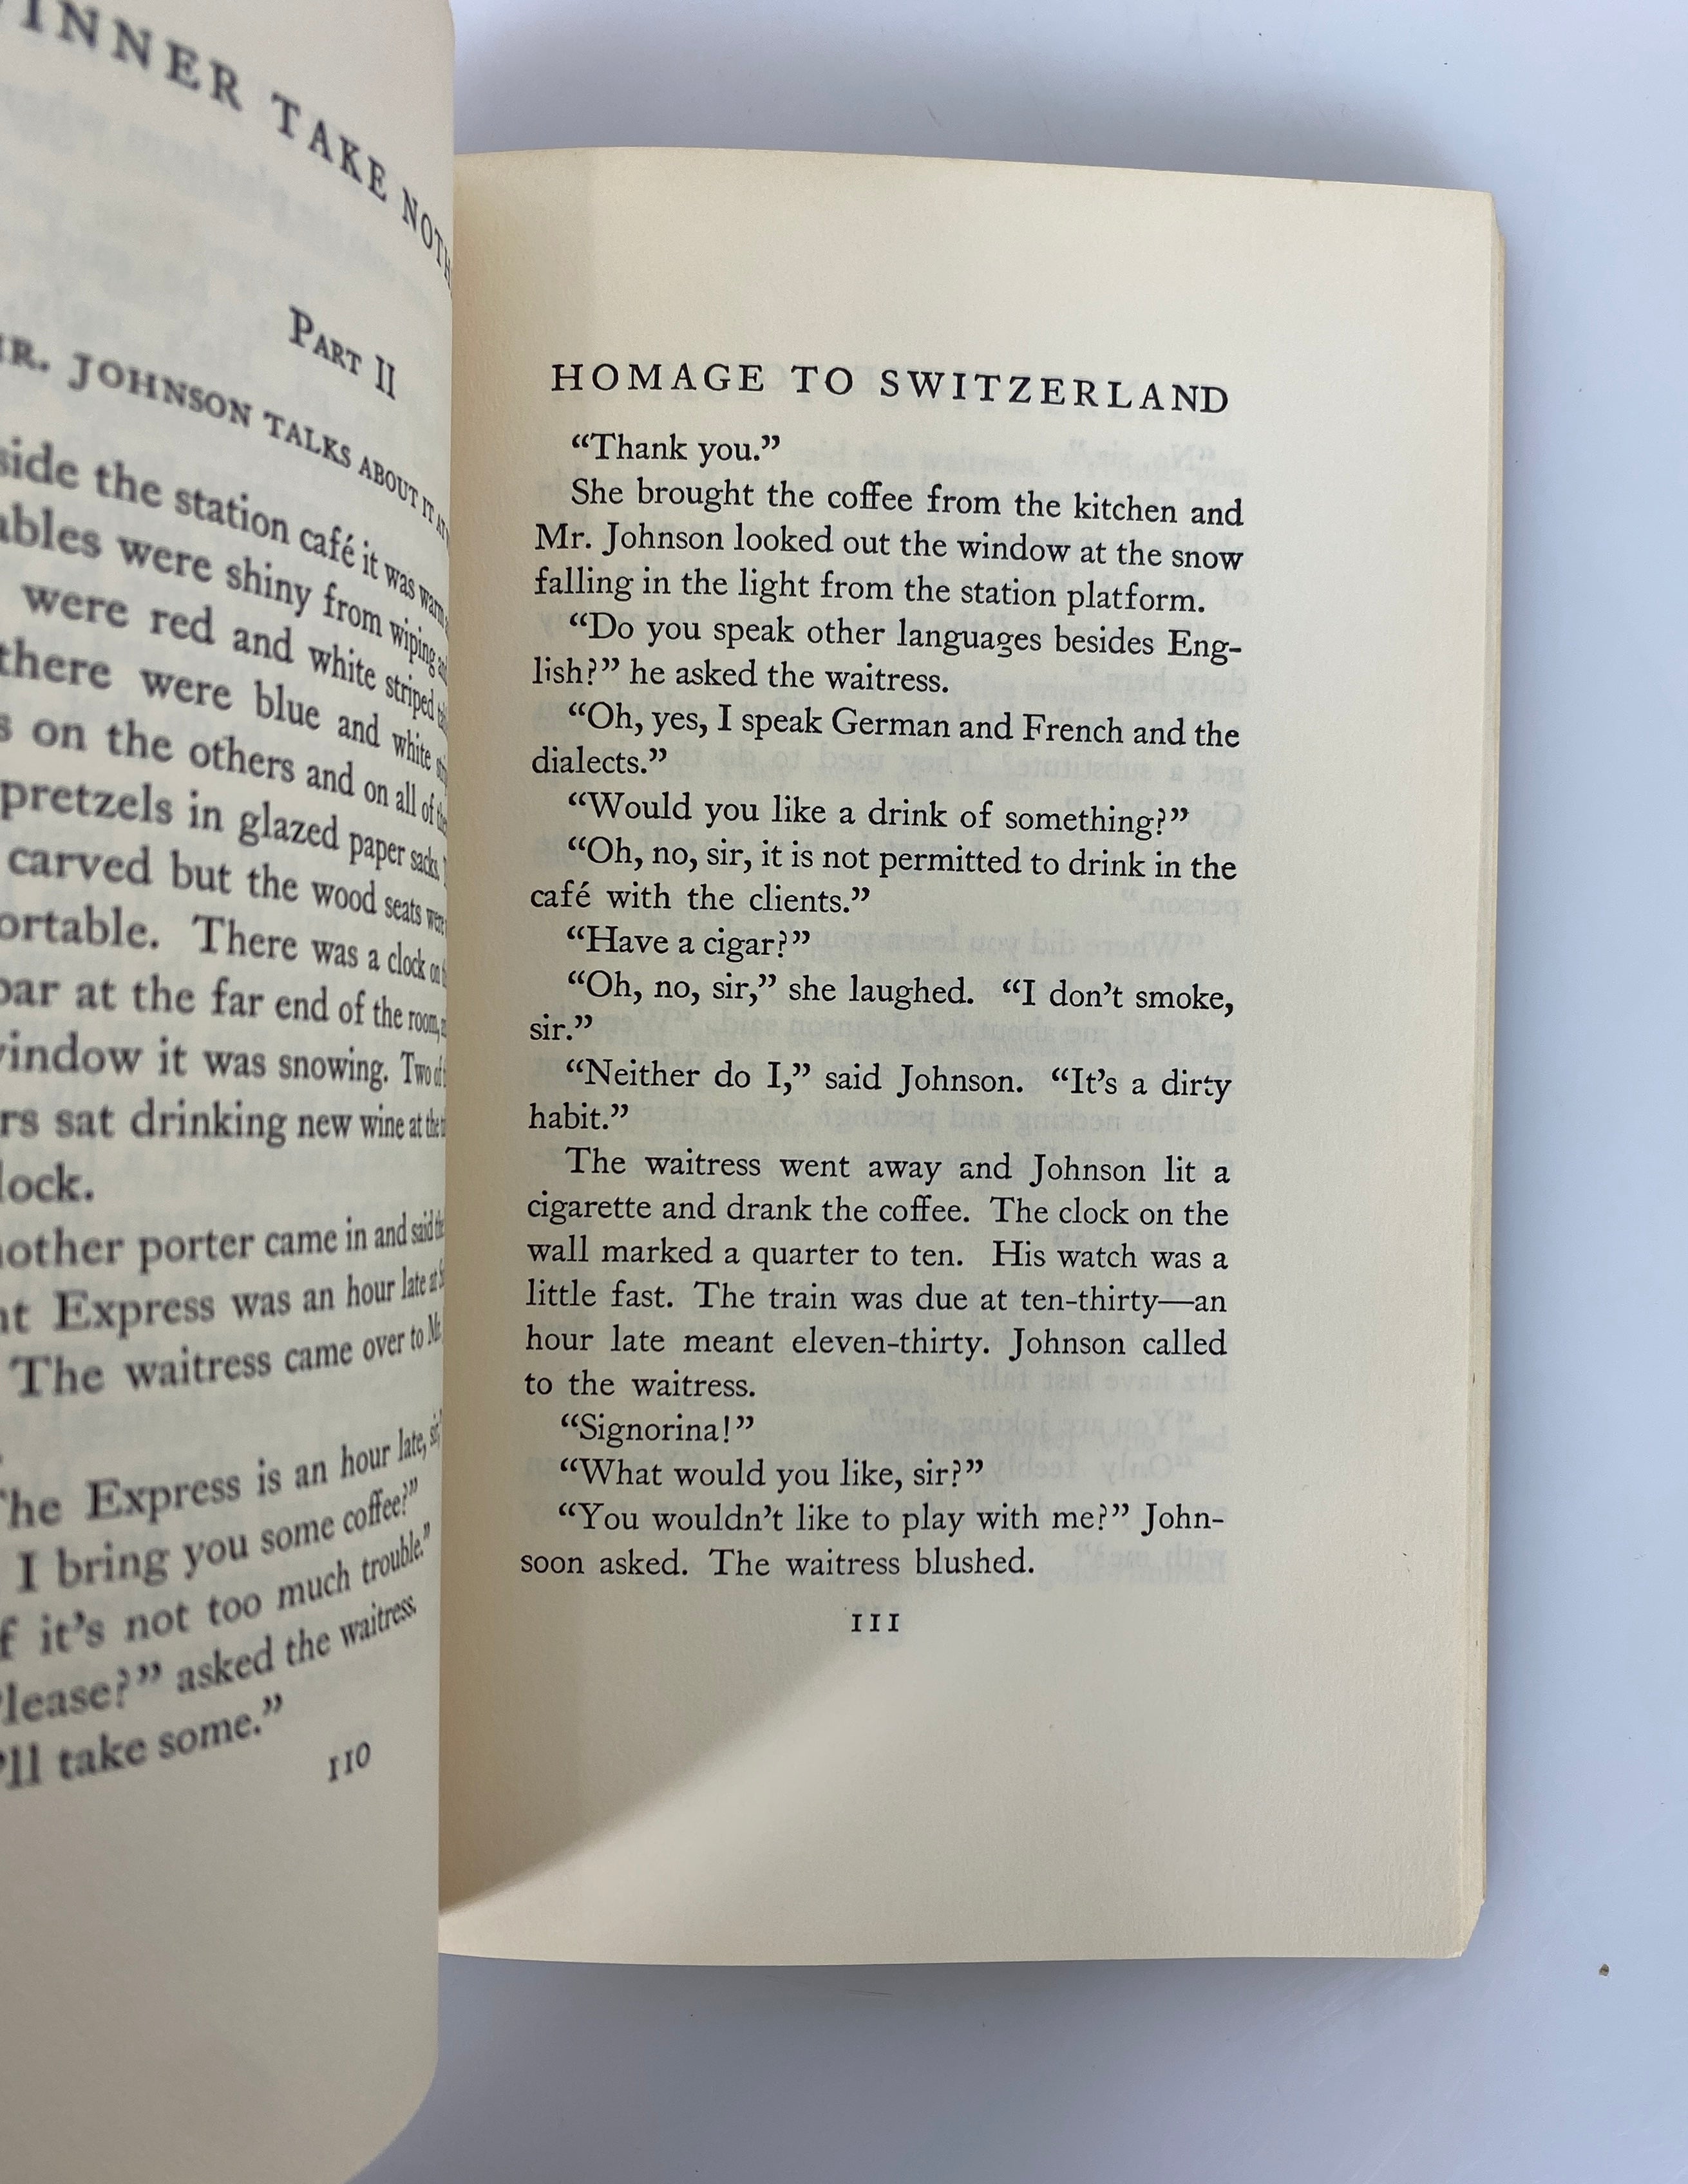 INNER TAKE
PART II
JOHNSON TALKS ABOUT IT
the station café it was
were shiny from wiping
were red and white striped
there were blue and white
on the others and on all of
pretzels in glazed paper sacks.
carved but the wood seats were
There was a clock on
bar at the far end of the room,
it was snowing. Two of
sat drinking new wine at the
porter came in and said
Express was an hour late at
The waitress came over to
Express is an hour late, sir,
I bring you some coffee?”
it’s not too much trouble.”
asked the waitress.
take some.”
110
HOMAGE TO SWITZERLAND
“Thank you.”
She brought the coffee from the kitchen and
Mr. Johnson looked out the window at the snow
falling in the light from the station platform.
“Do you speak other languages besides Eng-
lish?” he asked the waitress.
“Oh, yes, I speak German and French and the
dialects.”
“Would you like a drink of something?”
“Oh, no, sir, it is not permitted to drink in the
café with the clients.”
“Have a cigar?”
“Oh, no, sir,” she laughed. “I don’t smoke,
sir.”
“Neither do I,” said Johnson. “It’s a dirty
habit.”
The waitress went away and Johnson lit a
cigarette and drank the coffee. The clock on the
wall marked a quarter to ten. His watch was a
little fast. The train was due at ten-thirty—an
hour late meant eleven-thirty. Johnson called
to the waitress.
“Signorina!”
“What would you like, sir?”
“You wouldn’t like to play with me?” John-
soon asked. The waitress blushed.
111